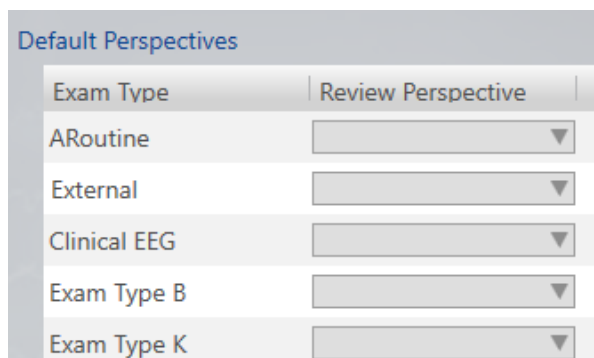 Default Perspectives
Exam Type Review Perspective
ARoutine
External
Clinical EEG
Exam Type B
Exam Type K